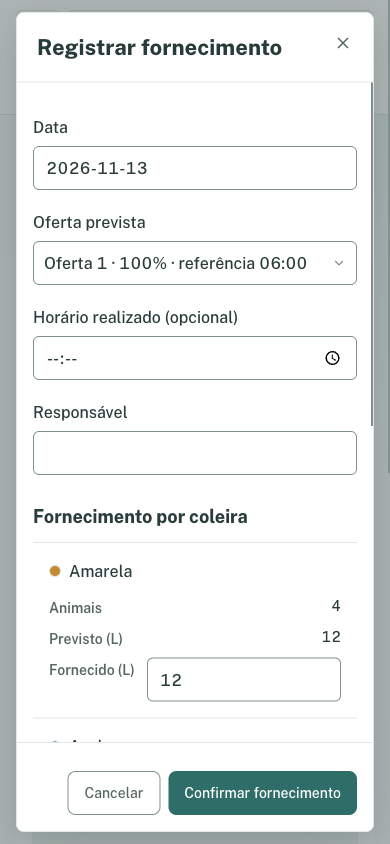 Registrar fornecimento
Data
2026-11-13
Oferta prevista
Oferta 1 · 100% · referência 06:00
Horário realizado (opcional)
--:--
Responsável
Fornecimento por coleira
Amarela
Animais 4
Previsto (L) 12
Fornecido (L) 12
Cancelar Confirmar fornecimento